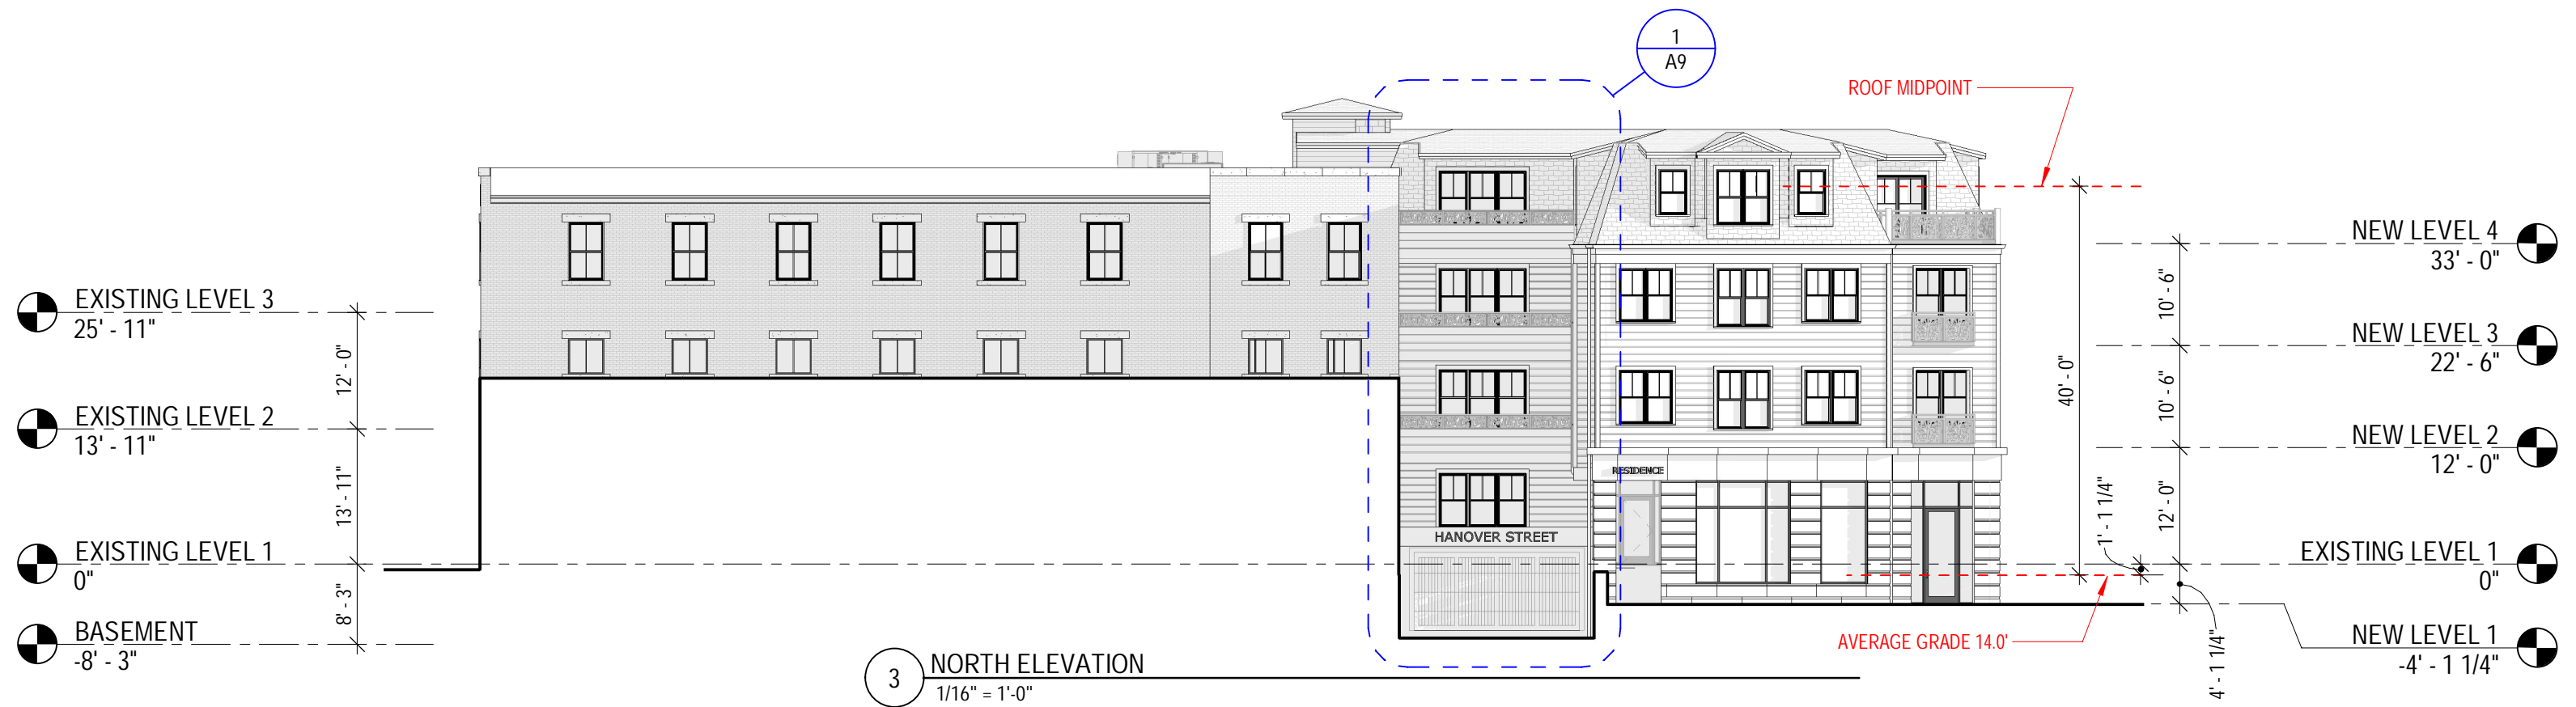 1
A9
ROOF MIDPOINT
EXISTING LEVEL 3
25' - 11"
12' - 0"
EXISTING LEVEL 2
13' - 11"
13' - 11"
EXISTING LEVEL 1
0"
8' - 3"
BASEMENT
-8' - 3"
RESIDENCE
HANOVER STREET
40' - 0"
NEW LEVEL 4
33' - 0"
10' - 6"
NEW LEVEL 3
22' - 6"
10' - 6"
NEW LEVEL 2
12' - 0"
12' - 0"
1' - 1 1/4"
EXISTING LEVEL 1
0"
AVERAGE GRADE 14.0'
4' - 1 1/4"
NEW LEVEL 1
-4' - 1 1/4"
3
NORTH ELEVATION
1/16" = 1'-0"